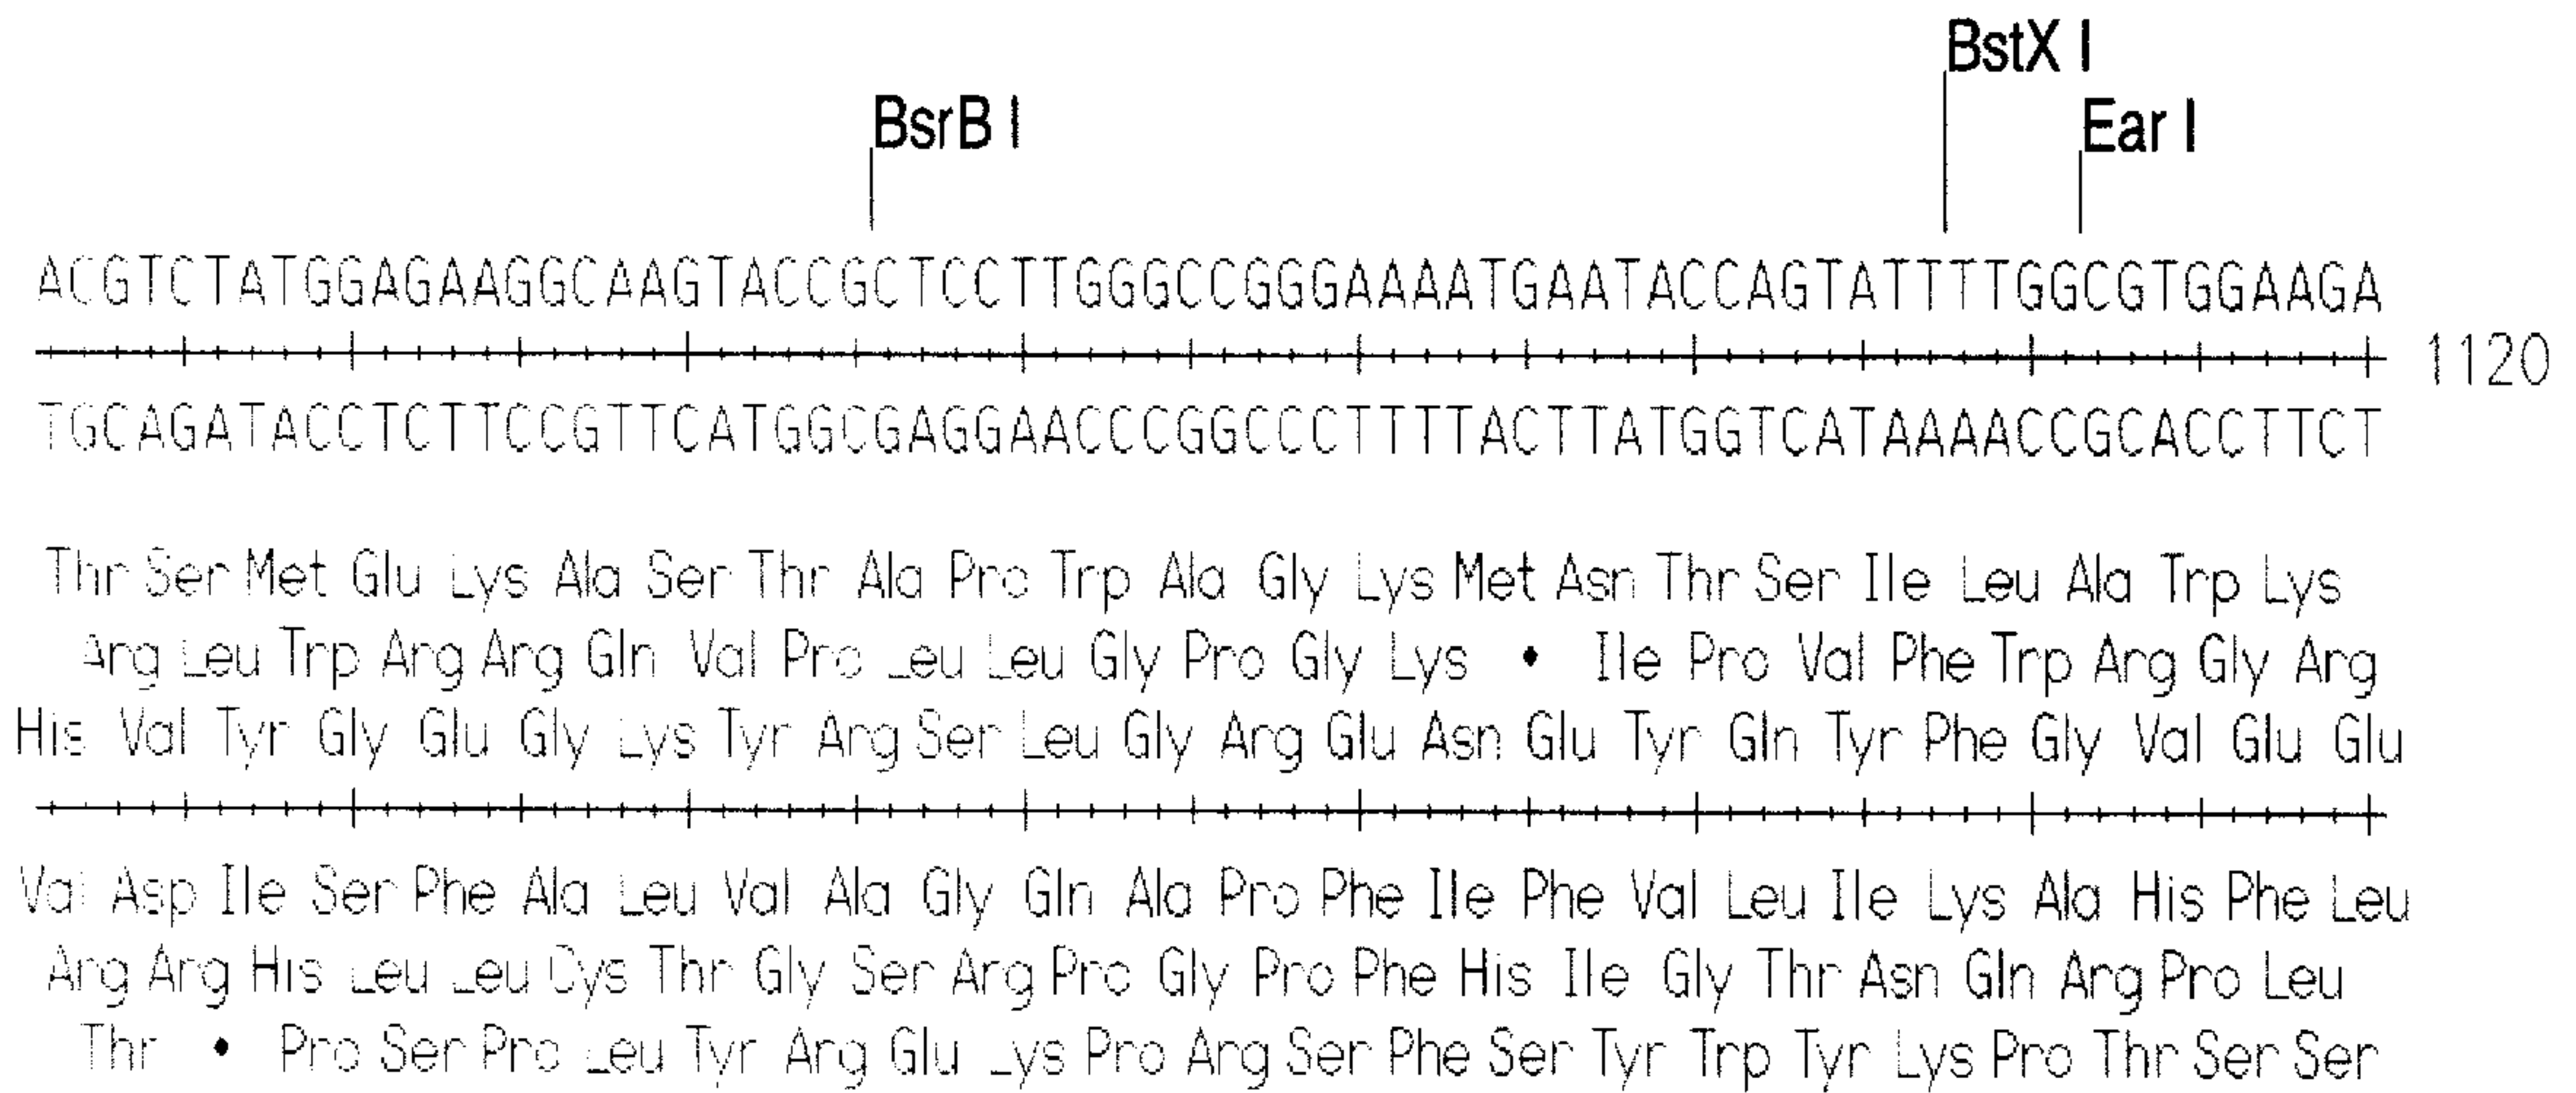 BstX I
BsrB I
Ear I
ACGTCTATGGAGAAGGCAAGTACCGCTCCTTGGGCCGGGAAAATGAATACCAGTATTTTGGCGTGGAAGA
1120
TGCAGATACCTCTTCCGTTCATGGCGAGGAACCCGGCCCTTTTACTTATGGTCATAAAACCGCACCTTCT
Thr Ser Met Glu Lys Ala Ser Thr Ala Pro Trp Ala Gly Lys Met Asn Thr Ser Ile Leu Ala Trp Lys
Arg Leu Trp Arg Arg Gln Val Pro Leu Leu Gly Pro Gly Lys • Ile Pro Val Phe Trp Arg Gly Arg
His Val Tyr Gly Glu Gly Lys Tyr Arg Ser Leu Gly Arg Glu Asn Glu Tyr Gln Tyr Phe Gly Val Glu Glu
Val Asp Ile Ser Phe Ala Leu Val Ala Gly Gln Ala Pro Phe Ile Phe Val Leu Ile Lys Ala His Phe Leu
Arg Arg His Leu Leu Cys Thr Gly Ser Arg Pro Gly Pro Phe His Ile Gly Thr Asn Gln Arg Pro Leu
Thr • Pro Ser Pro Leu Tyr Arg Glu Lys Pro Arg Ser Phe Ser Tyr Trp Tyr Lys Pro Thr Ser Ser